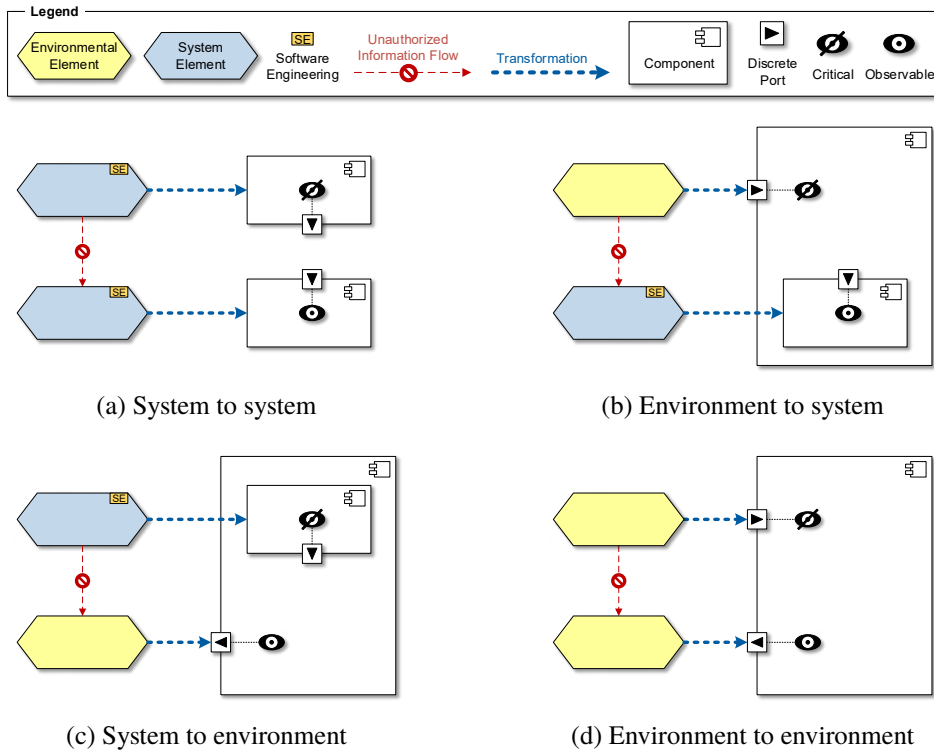 Legend
Environmental
Element
System
Element
SE
Software
Engineering
Unauthorized
Information Flow
Transformation
Component
Discrete
Port
Critical
Observable
SE
SE
(a) System to system
SE
(b) Environment to system
SE
(c) System to environment
(d) Environment to environment